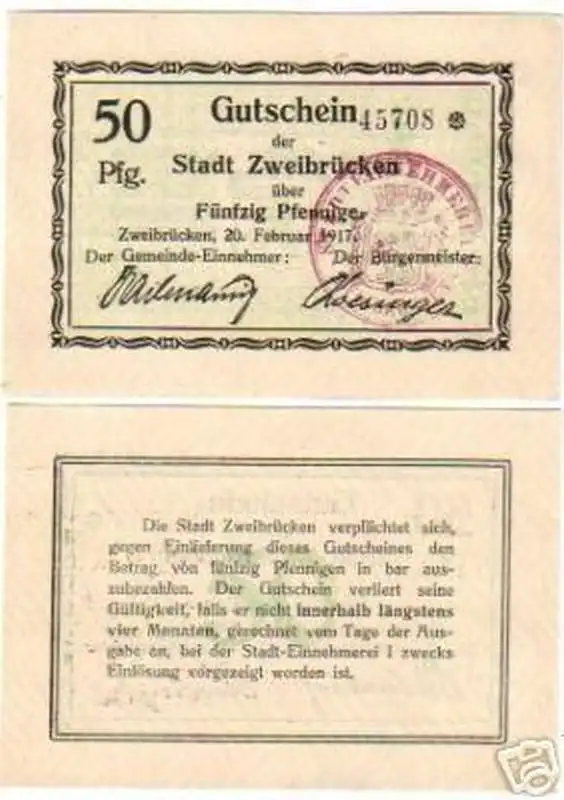 50
Pfg.
Gutschein 45708
der
Stadt Zweibrücken
über
Fünfzig Pfennige.
Zweibrücken, 20. Februar 1917.
Der Gemeinde-Einnehmer: Der Bürgermeister:
Die Stadt Zweibrücken verpflichtet sich,
gegen Einlieferung dieses Gutscheines den
Betrag von fünfzig Pfennigen in bar aus-
zubezahlen. Der Gutschein verliert seine
Gültigkeit, falls er nicht innerhalb längstens
vier Monaten, gerechnet vom Tage der Aus-
gabe an, bei der Stadt-Einnehmerei I zwecks
Einlösung vorgezeigt worden ist.